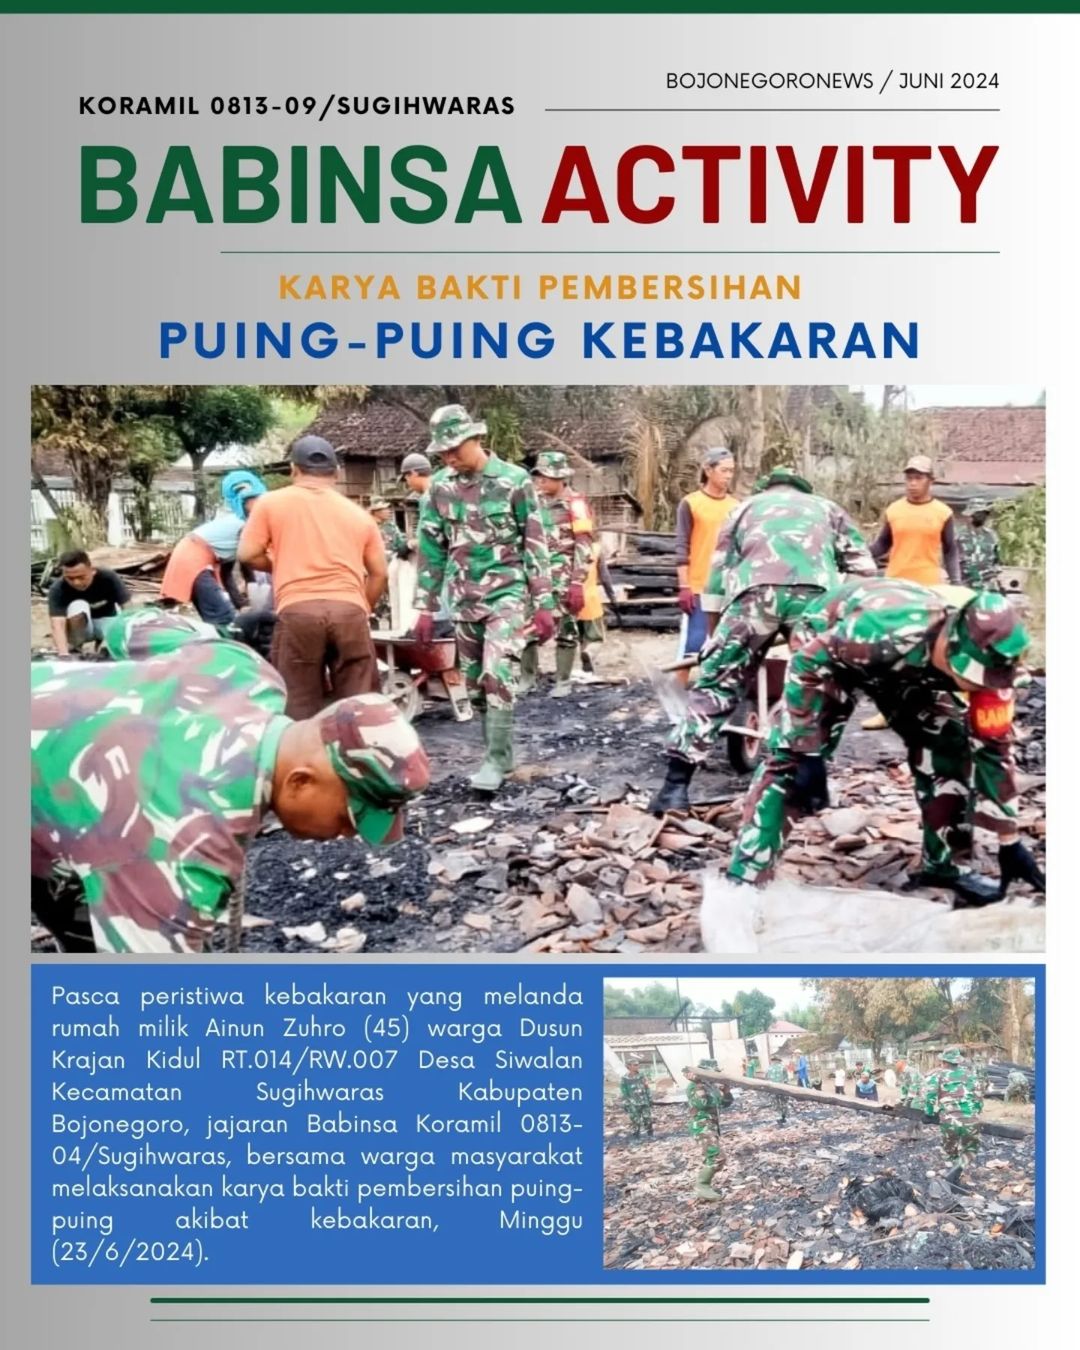 BOJONEGORONEWS / JUNI 2024
KORAMIL 0813-09/SUGIHWARAS
BABINSA ACTIVITY
KARYA BAKTI PEMBERSIHAN
PUING-PUING KEBAKARAN
Pasca peristiwa kebakaran yang melanda
rumah milik Ainun Zuhro (45) warga Dusun
Krajan Kidul RT.014/RW.007 Desa Siwalan
Kecamatan Sugihwaras Kabupaten
Bojonegoro, jajaran Babinsa Koramil 0813-
04/Sugihwaras, bersama warga masyarakat
melaksanakan karya bakti pembersihan puing-
puing akibat kebakaran, Minggu
(23/6/2024).